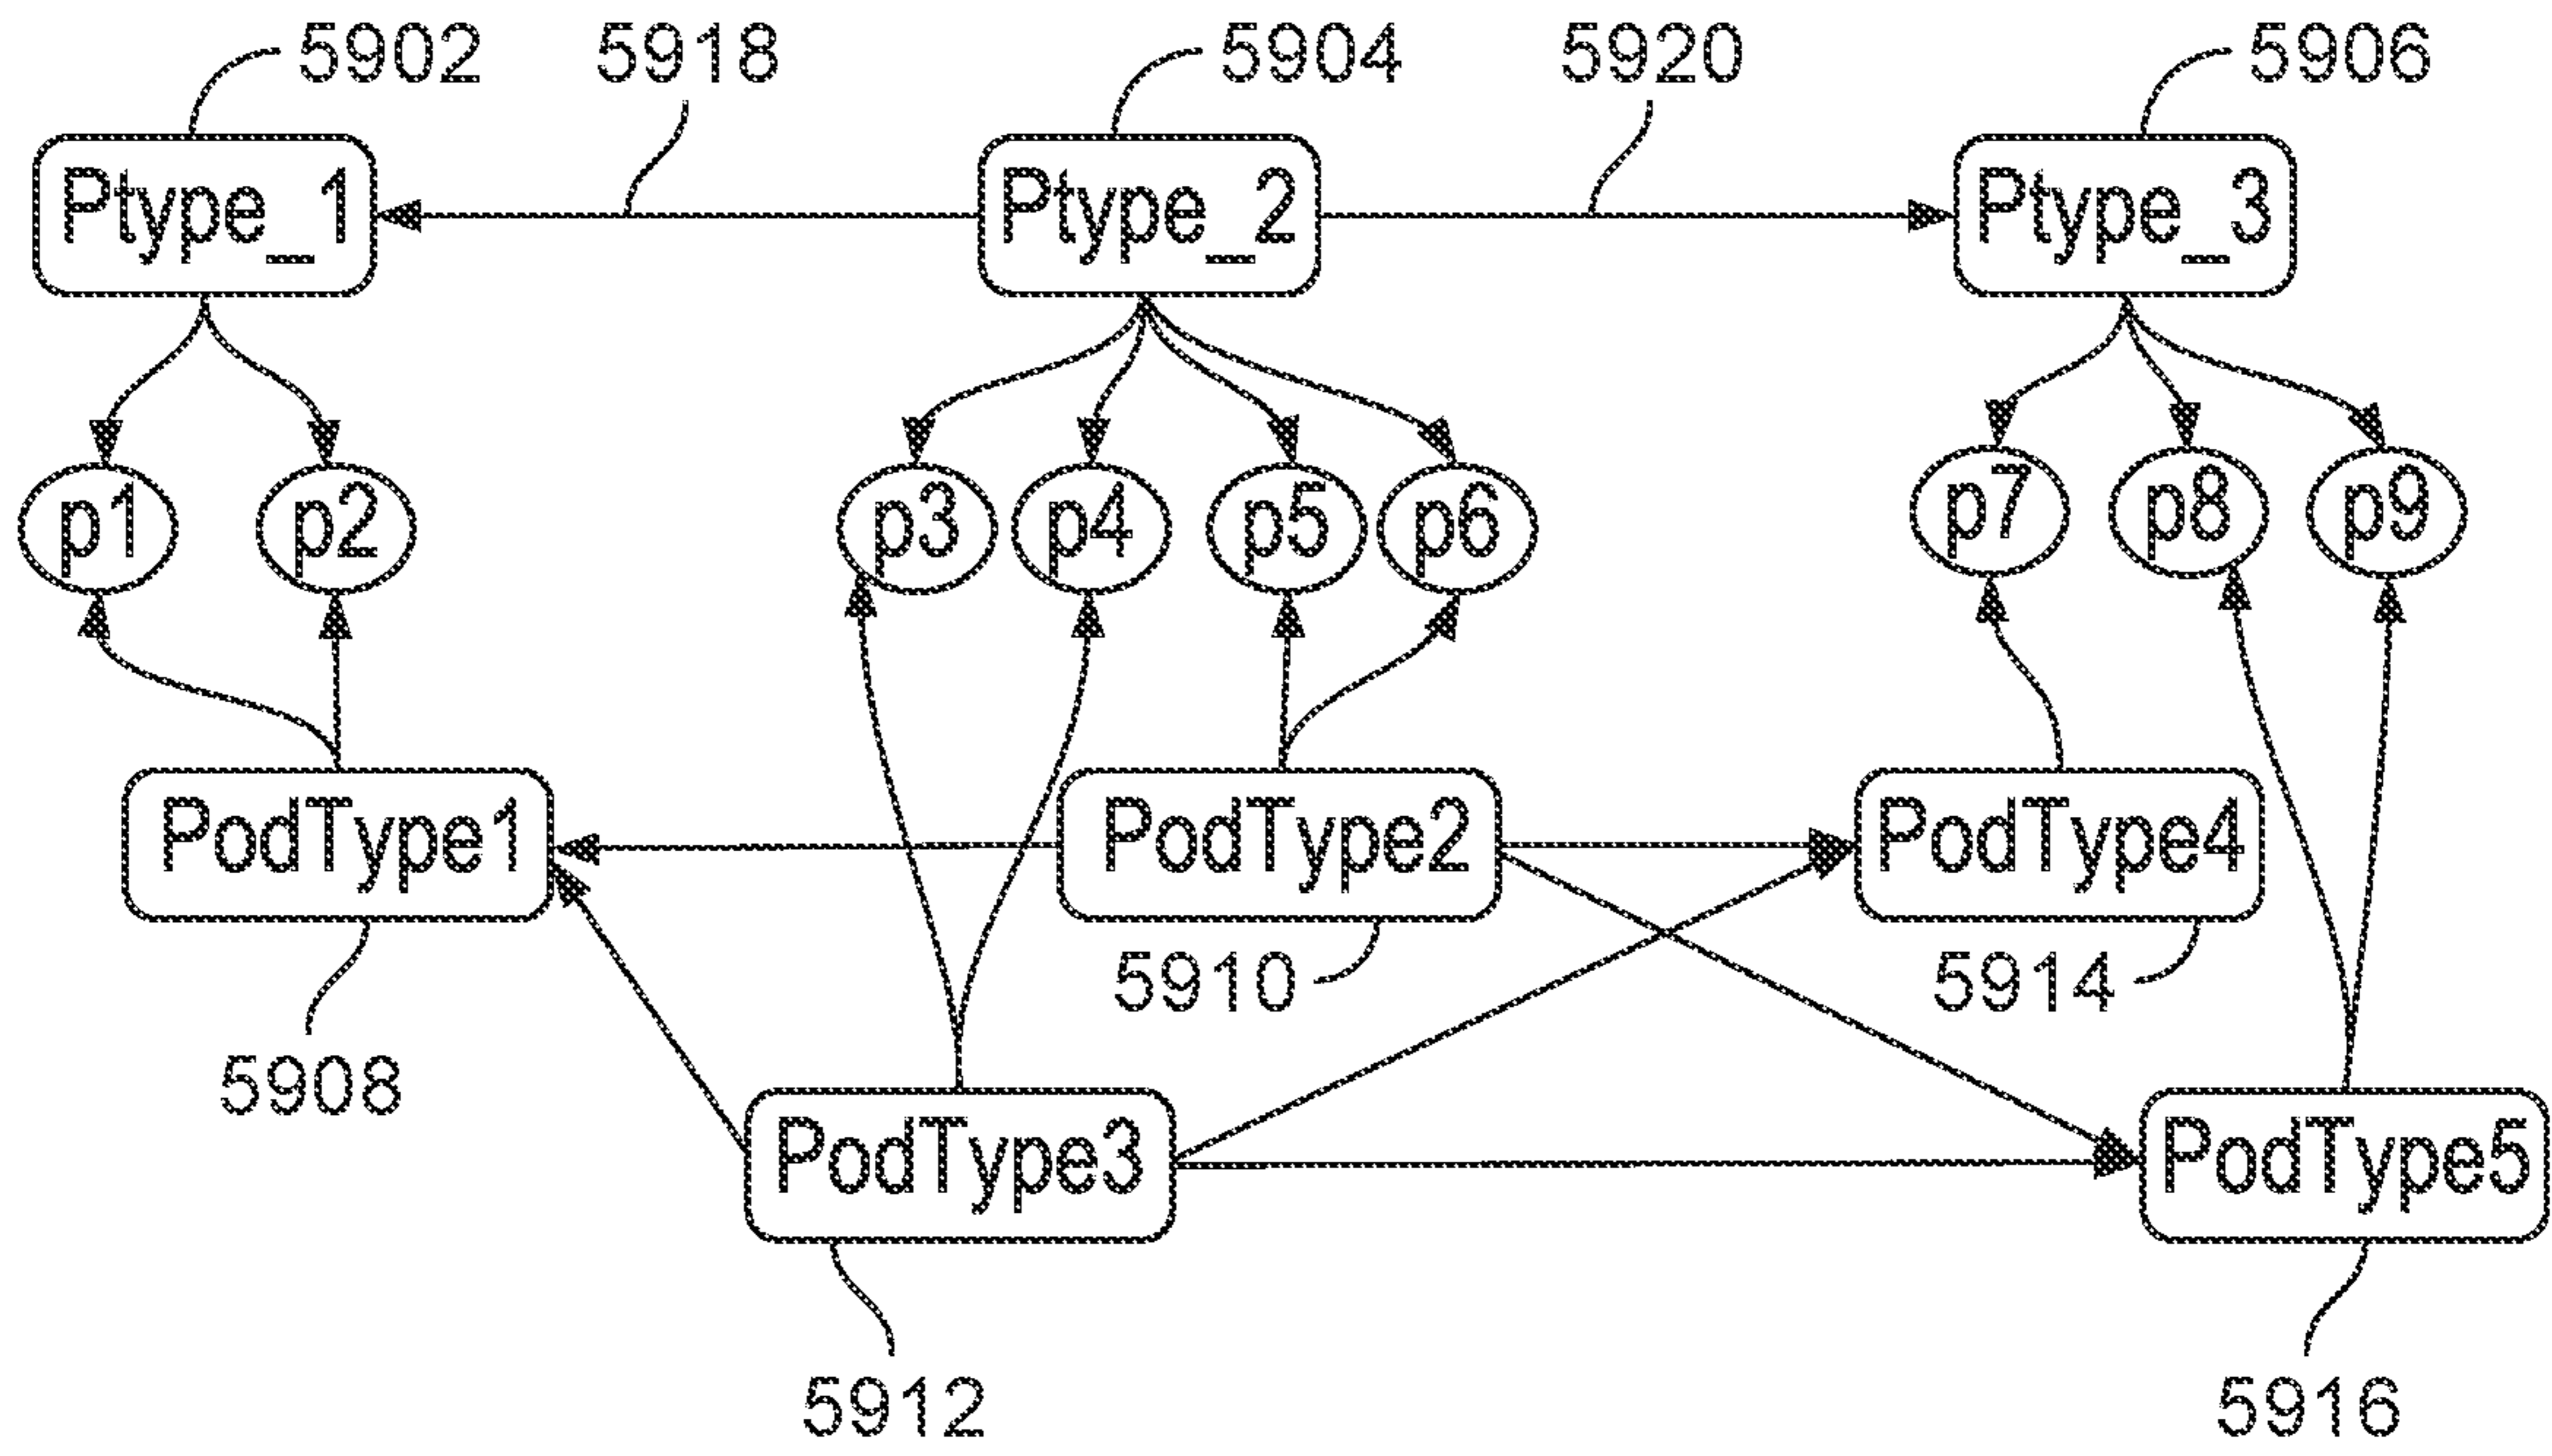 5902 5918 5904 5920 5906
Ptype_1 Ptype_2 Ptype_3
p1 p2 p3 p4 p5 p6 p7 p8 p9
PodType1 PodType2 PodType4
5910 5914
5908
PodType3 PodType5
5912 5916